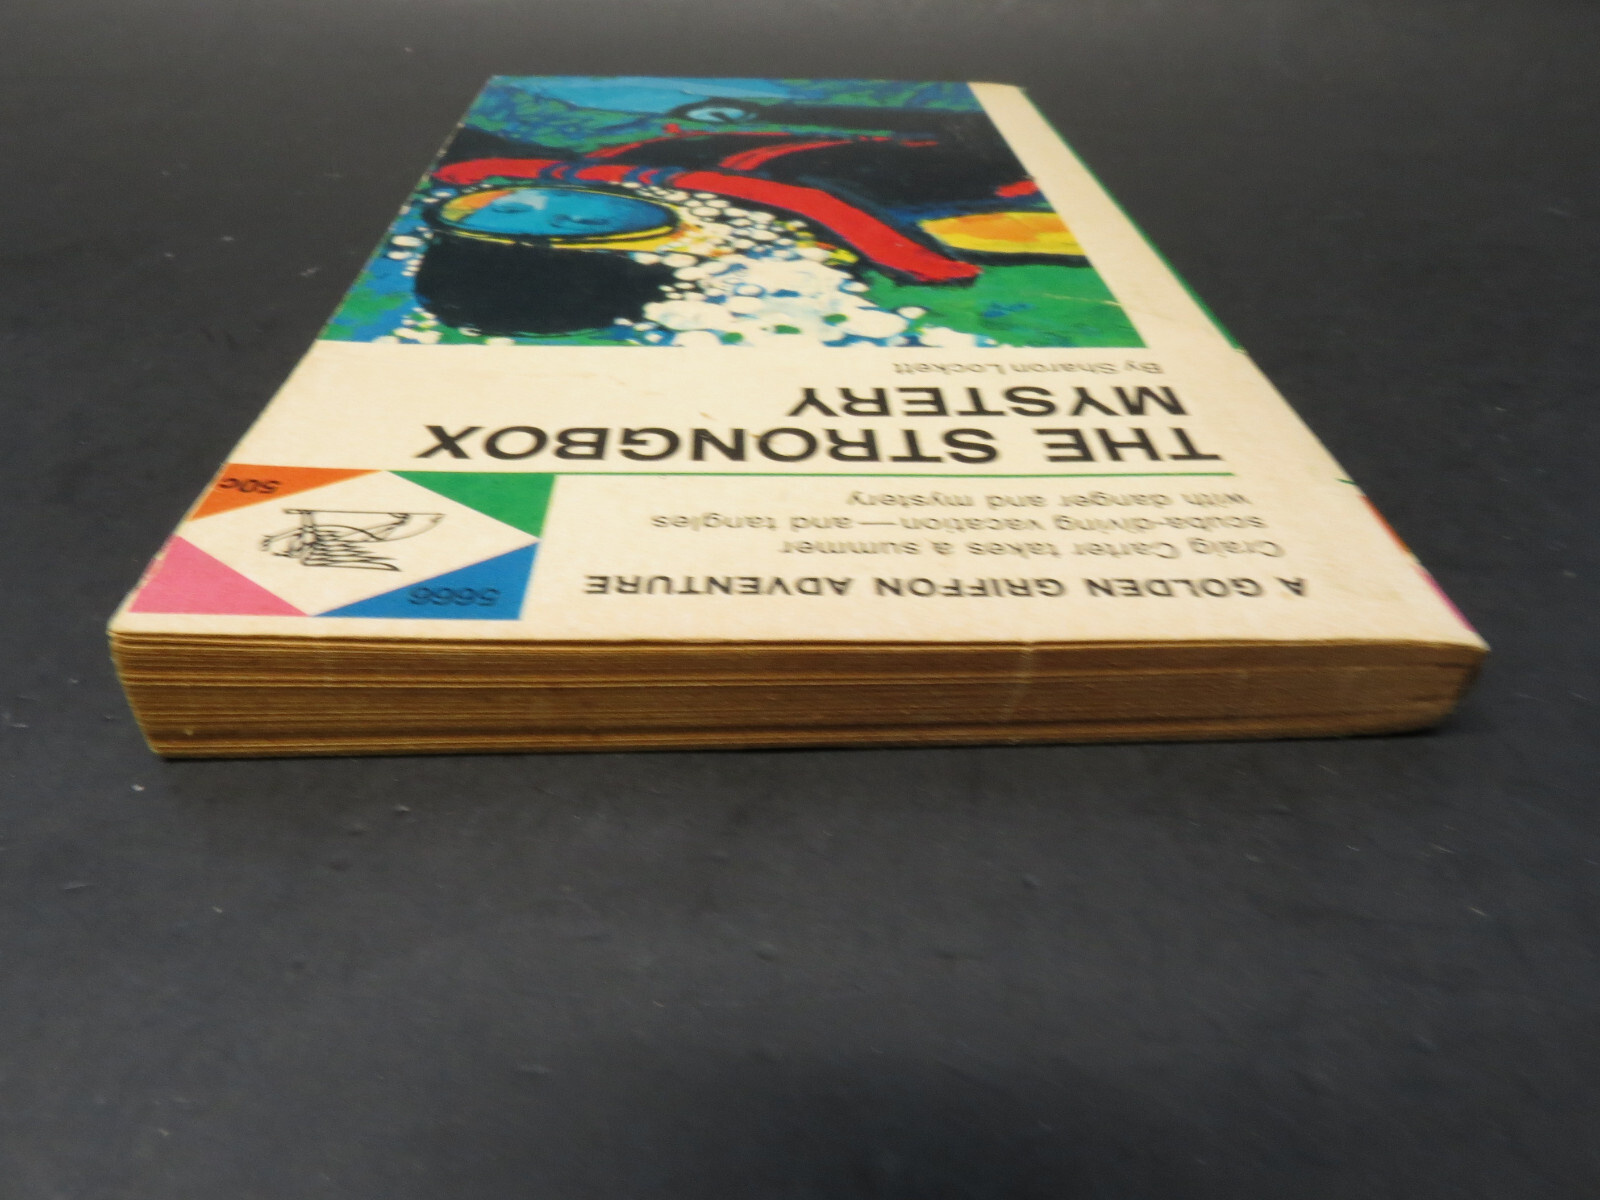 A GOLDEN GRIFFON ADVENTURE
Craig Carter takes a summer
scuba-diving vacation—and tangles
with danger and mystery
5666
50c
THE STRONGBOX
MYSTERY
By Sharon Lockett